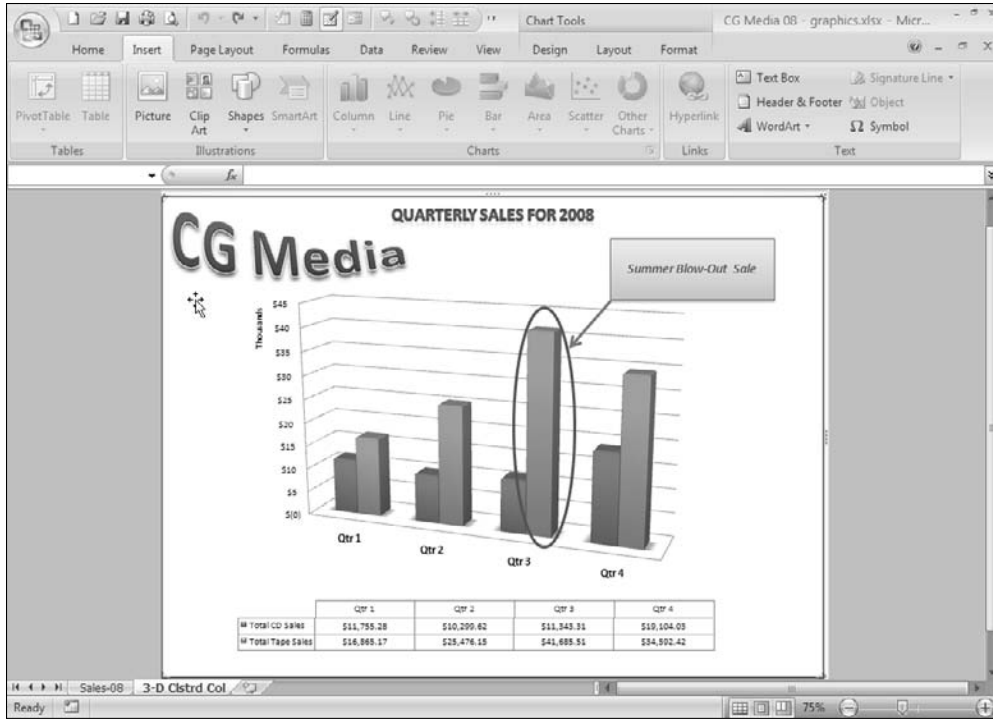 Chart Tools
CG Media 08 - graphics.xlsx - Micr...
Home Insert Page Layout Formulas Data Review View Design Layout Format
PivotTable Table Picture Clip Art Shapes SmartArt Column Line Pie Bar Area Scatter Other Charts Hyperlink
Text Box Signature Line
Header & Footer Object
WordArt Symbol
Tables Illustrations Charts Links Text
fx
QUARTERLY SALES FOR 2008
CG Media
Summer Blow-Out Sale
Thousands
$45
$40
$35
$30
$25
$20
$15
$10
$5
$(0)
Qtr 1 Qtr 2 Qtr 3 Qtr 4
Qtr 1 Qtr 2 Qtr 3 Qtr 4
Total CD Sales $11,755.28 $10,299.62 $11,343.31 $19,104.03
Total Tape Sales $16,865.17 $25,476.15 $41,685.51 $34,592.42
Sales-08 3-D Clstrd Col
Ready 75%